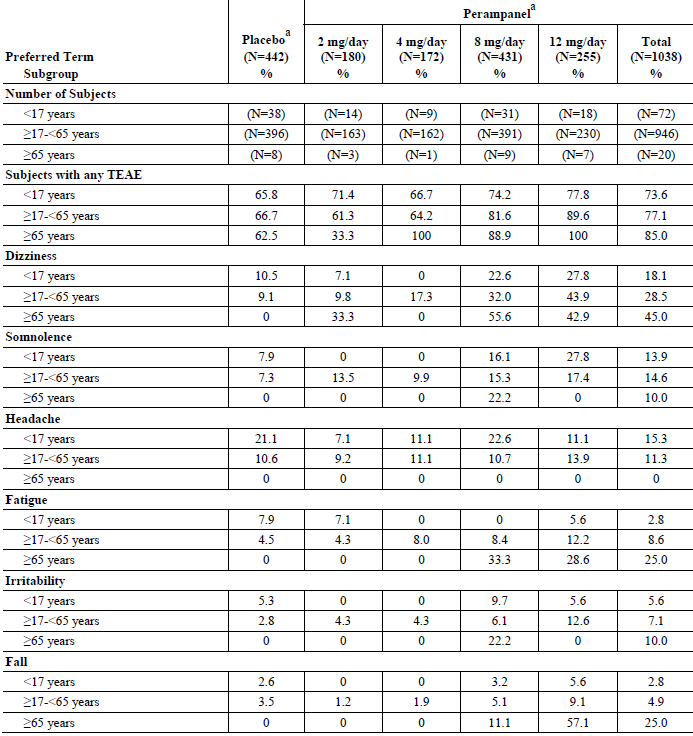 Perampanel a
Preferred Term Subgroup Placebo a (N=442) % 2 mg/day (N=180) % 4 mg/day (N=172) % 8 mg/day (N=431) % 12 mg/day (N=255) % Total (N=1038) %
Number of Subjects
<17 years (N=38) (N=14) (N=9) (N=31) (N=18) (N=72)
≥17-<65 years (N=396) (N=163) (N=162) (N=391) (N=230) (N=946)
≥65 years (N=8) (N=3) (N=1) (N=9) (N=7) (N=20)
Subjects with any TEAE
<17 years 65.8 71.4 66.7 74.2 77.8 73.6
≥17-<65 years 66.7 61.3 64.2 81.6 89.6 77.1
≥65 years 62.5 33.3 100 88.9 100 85.0
Dizziness
<17 years 10.5 7.1 0 22.6 27.8 18.1
≥17-<65 years 9.1 9.8 17.3 32.0 43.9 28.5
≥65 years 0 33.3 0 55.6 42.9 45.0
Somnolence
<17 years 7.9 0 0 16.1 27.8 13.9
≥17-<65 years 7.3 13.5 9.9 15.3 17.4 14.6
≥65 years 0 0 0 22.2 0 10.0
Headache
<17 years 21.1 7.1 11.1 22.6 11.1 15.3
≥17-<65 years 10.6 9.2 11.1 10.7 13.9 11.3
≥65 years 0 0 0 0 0 0
Fatigue
<17 years 7.9 7.1 0 0 5.6 2.8
≥17-<65 years 4.5 4.3 8.0 8.4 12.2 8.6
≥65 years 0 0 0 33.3 28.6 25.0
Irritability
<17 years 5.3 0 0 9.7 5.6 5.6
≥17-<65 years 2.8 4.3 4.3 6.1 12.6 7.1
≥65 years 0 0 0 22.2 0 10.0
Fall
<17 years 2.6 0 0 3.2 5.6 2.8
≥17-<65 years 3.5 1.2 1.9 5.1 9.1 4.9
≥65 years 0 0 0 11.1 57.1 25.0